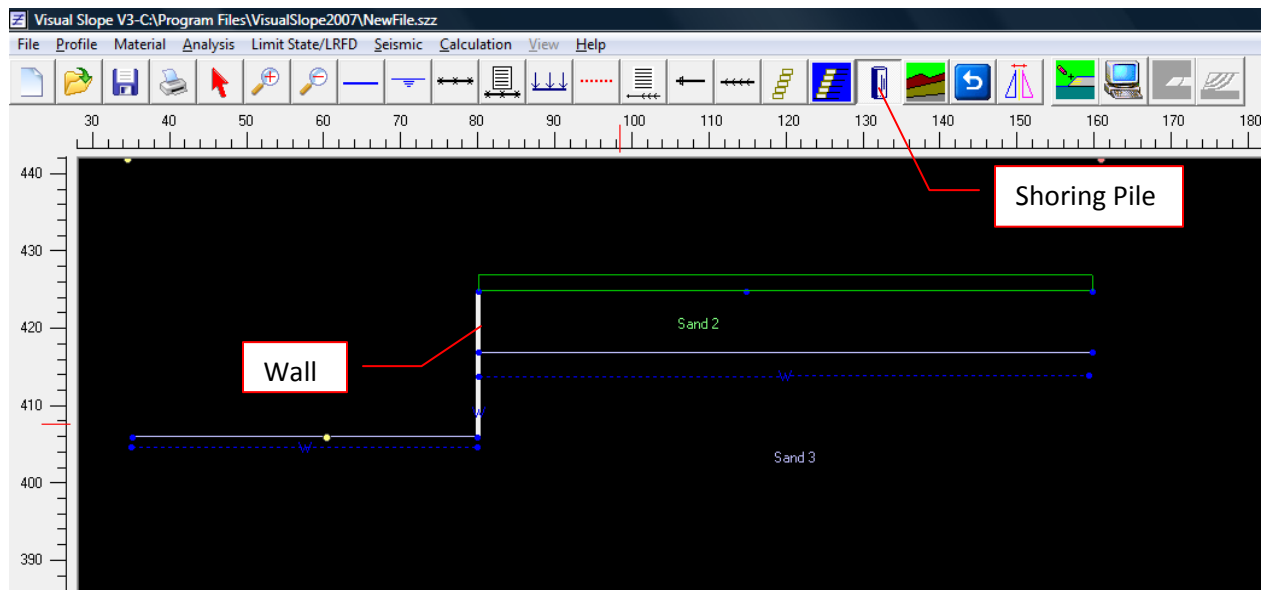 Visual Slope V3-C:\Program Files\VisualSlope2007\NewFile.szz
File Profile Material Analysis Limit State/LRFD Seismic Calculation View Help
30 40 50 60 70 80 90 100 110 120 130 140 150 160 170 180
440
Shoring Pile
430
420
Sand 2
Wall
W
410
W
W
400
Sand 3
390